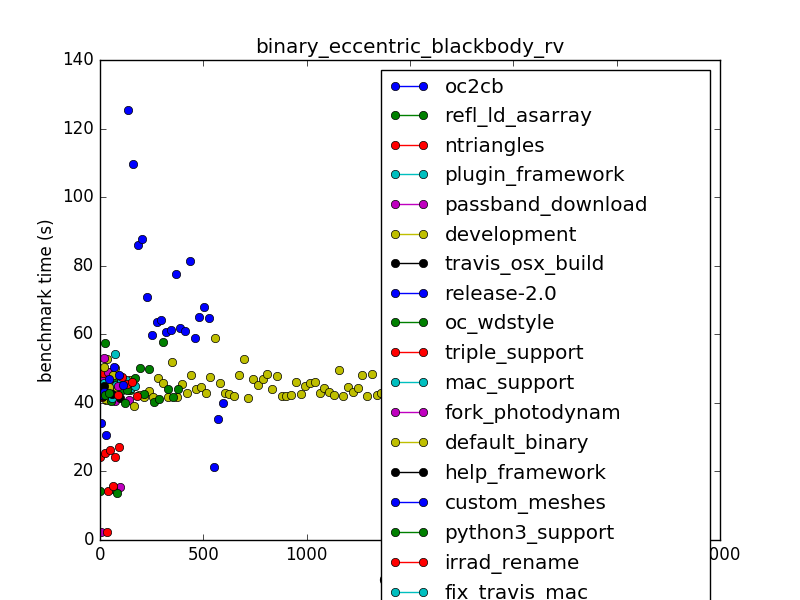 binary_eccentric_blackbody_rv
benchmark time (s)
140
120
100
80
60
40
20
0
0
500
1000
000
oc2cb
refl_ld_asarray
ntriangles
plugin_framework
passband_download
development
travis_osx_build
release-2.0
oc_wdstyle
triple_support
mac_support
fork_photodynam
default_binary
help_framework
custom_meshes
python3_support
irrad_rename
fix_travis_mac